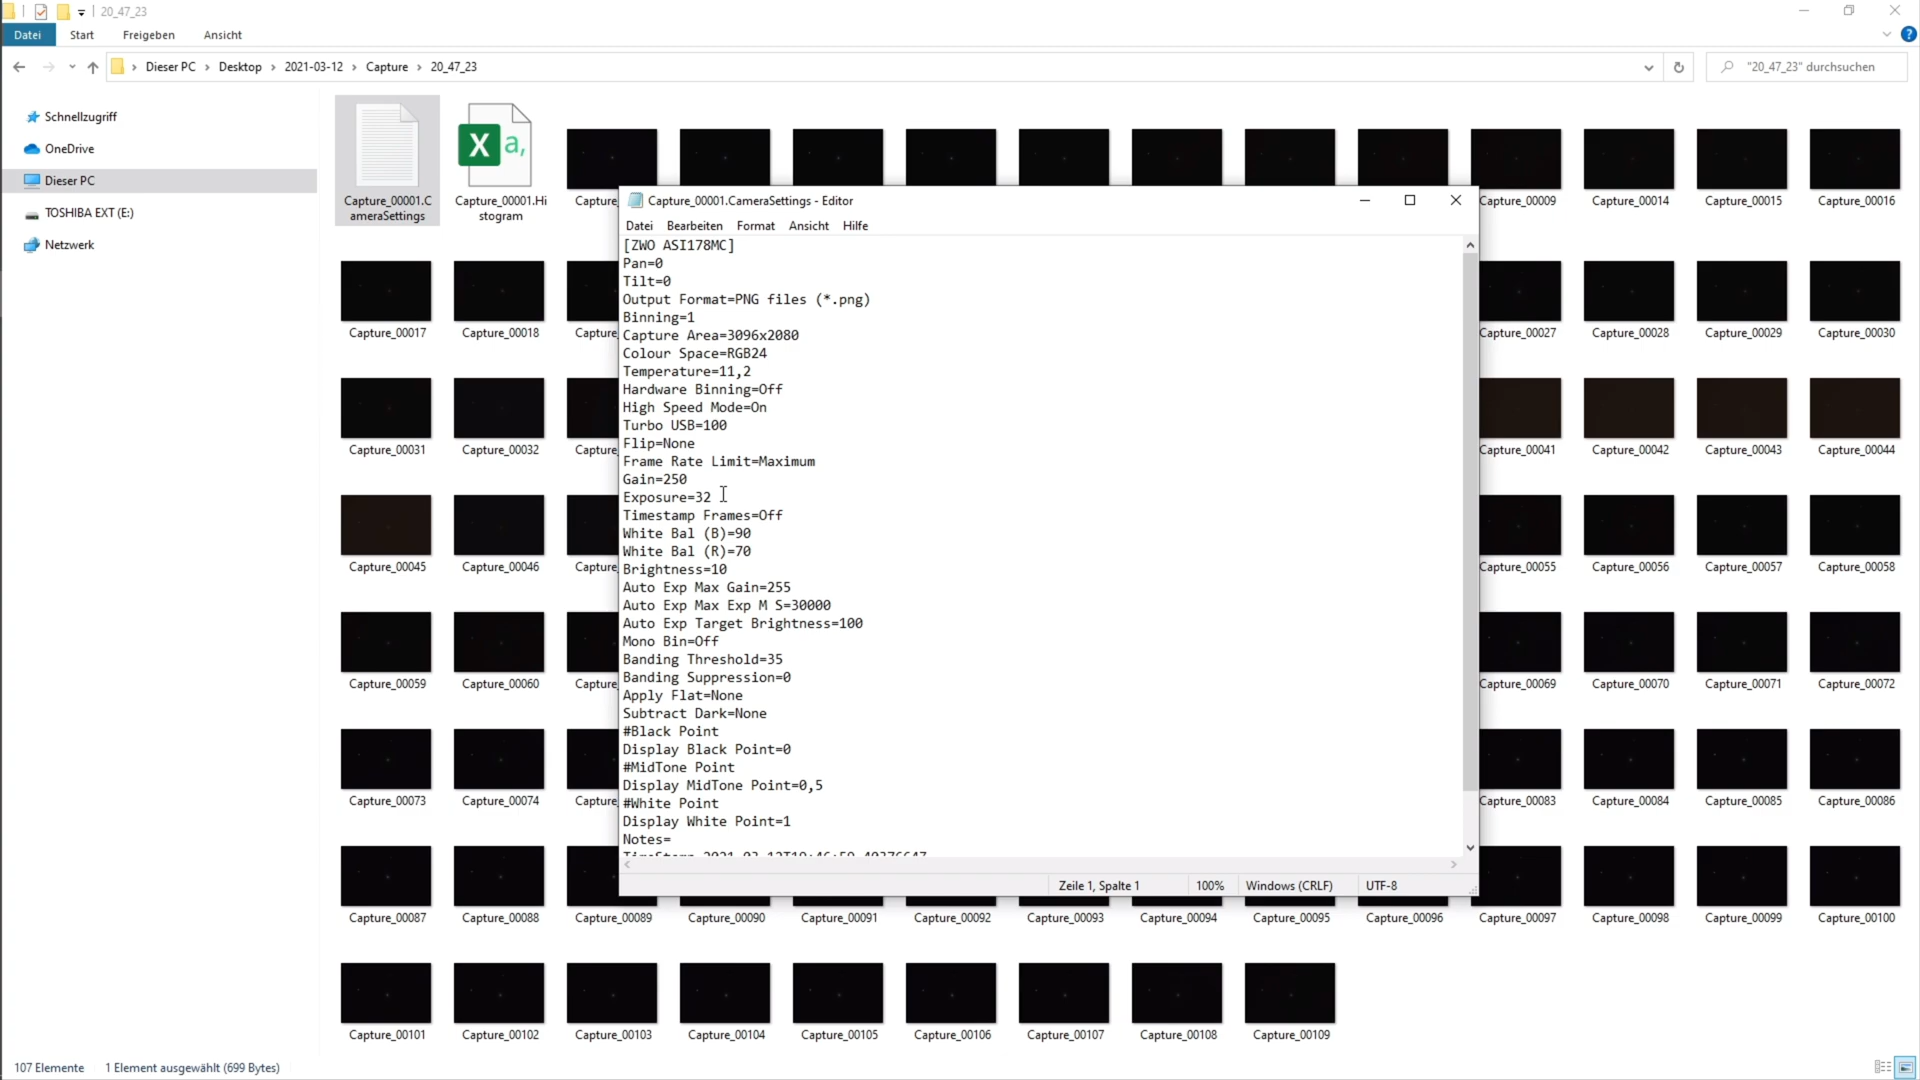 20_47_23
Datei Start Freigeben Ansicht
Dieser PC Desktop 2021-03-12 Capture 20_47_23
"20_47_23" durchsuchen
Schnellzugriff
OneDrive
Dieser PC
TOSHIBA EXT (E:)
Netzwerk
Capture_00001.C
ameraSettings
Capture_00001.Hi
stogram
Capture_00009 Capture_00014 Capture_00015 Capture_00016
Capture_00017 Capture_00018 Capture_00027 Capture_00028 Capture_00029 Capture_00030
Capture_00031 Capture_00032 Capture_00041 Capture_00042 Capture_00043 Capture_00044
Capture_00045 Capture_00046 Capture_00055 Capture_00056 Capture_00057 Capture_00058
Capture_00059 Capture_00060 Capture_00069 Capture_00070 Capture_00071 Capture_00072
Capture_00073 Capture_00074 Capture_00083 Capture_00084 Capture_00085 Capture_00086
Capture_00087 Capture_00088 Capture_00089 Capture_00090 Capture_00091 Capture_00092 Capture_00093 Capture_00094 Capture_00095 Capture_00096 Capture_00097 Capture_00098 Capture_00099 Capture_00100
Capture_00101 Capture_00102 Capture_00103 Capture_00104 Capture_00105 Capture_00106 Capture_00107 Capture_00108 Capture_00109
Capture_00001.CameraSettings - Editor
Datei Bearbeiten Format Ansicht Hilfe
[ZWO ASI178MC]
Pan=0
Tilt=0
Output Format=PNG files (*.png)
Binning=1
Capture Area=3096x2080
Colour Space=RGB24
Temperature=11,2
Hardware Binning=Off
High Speed Mode=On
Turbo USB=100
Flip=None
Frame Rate Limit=Maximum
Gain=250
Exposure=32
Timestamp Frames=Off
White Bal (B)=90
White Bal (R)=70
Brightness=10
Auto Exp Max Gain=255
Auto Exp Max Exp M S=30000
Auto Exp Target Brightness=100
Mono Bin=Off
Banding Threshold=35
Banding Suppression=0
Apply Flat=None
Subtract Dark=None
#Black Point
Display Black Point=0
#MidTone Point
Display MidTone Point=0,5
#White Point
Display White Point=1
Notes=
Zeile 1, Spalte 1 100% Windows (CRLF) UTF-8
107 Elemente 1 Element ausgewählt (699 Bytes)